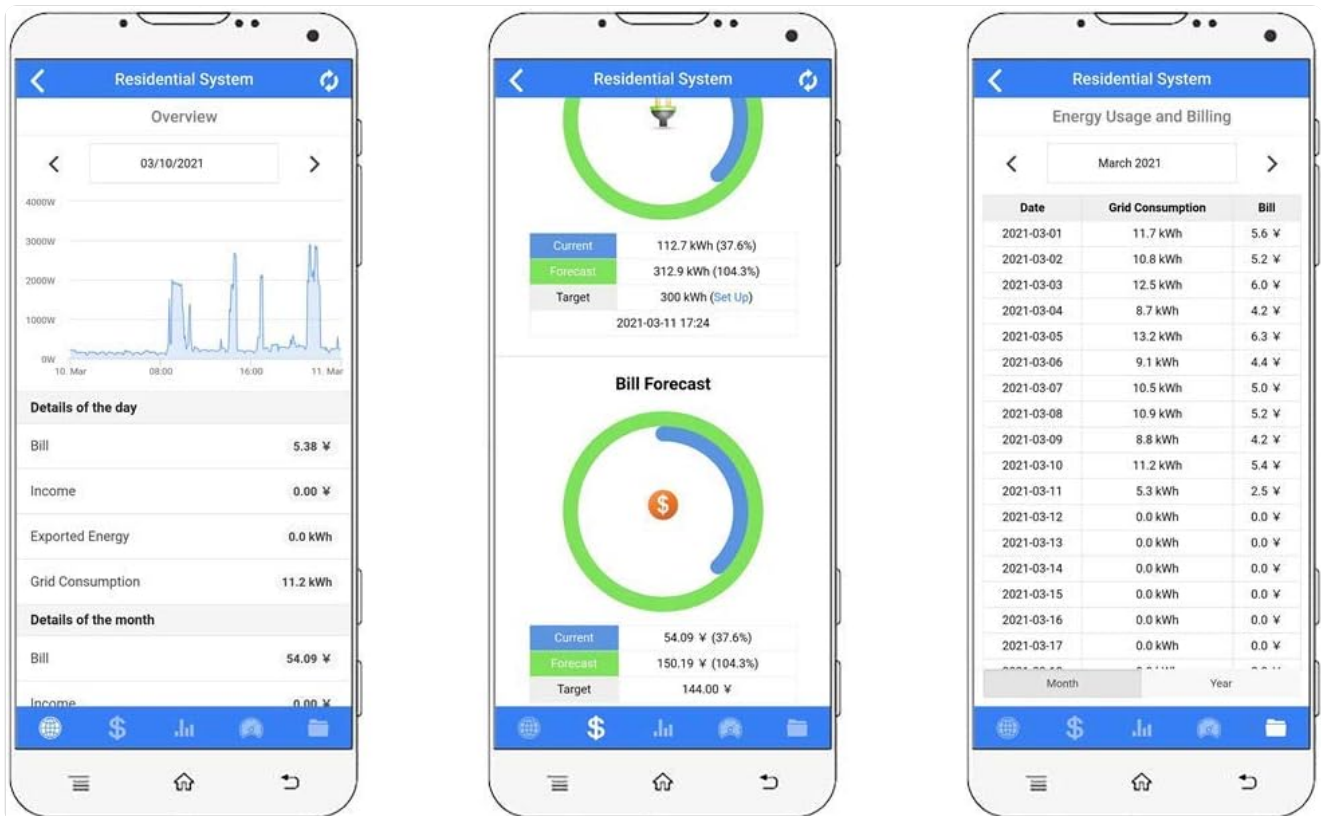 Residential System
Overview
03/10/2021
4000W
3000W
2000W
1000W
0W
10. Mar 08:00 16:00 11. Mar
Details of the day
Bill 5.38 ¥
Income 0.00 ¥
Exported Energy 0.0 kWh
Grid Consumption 11.2 kWh
Details of the month
Bill 54.09 ¥
Income 0.00 ¥
$
Residential System
Current 112.7 kWh (37.6%)
Forecast 312.9 kWh (104.3%)
Target 300 kWh (Set Up)
2021-03-11 17:24
Bill Forecast
$
Current 54.09 ¥ (37.6%)
Forecast 150.19 ¥ (104.3%)
Target 144.00 ¥
$
Residential System
Energy Usage and Billing
March 2021
Date Grid Consumption Bill
2021-03-01 11.7 kWh 5.6 ¥
2021-03-02 10.8 kWh 5.2 ¥
2021-03-03 12.5 kWh 6.0 ¥
2021-03-04 8.7 kWh 4.2 ¥
2021-03-05 13.2 kWh 6.3 ¥
2021-03-06 9.1 kWh 4.4 ¥
2021-03-07 10.5 kWh 5.0 ¥
2021-03-08 10.9 kWh 5.2 ¥
2021-03-09 8.8 kWh 4.2 ¥
2021-03-10 11.2 kWh 5.4 ¥
2021-03-11 5.3 kWh 2.5 ¥
2021-03-12 0.0 kWh 0.0 ¥
2021-03-13 0.0 kWh 0.0 ¥
2021-03-14 0.0 kWh 0.0 ¥
2021-03-15 0.0 kWh 0.0 ¥
2021-03-16 0.0 kWh 0.0 ¥
2021-03-17 0.0 kWh 0.0 ¥
Month Year
$